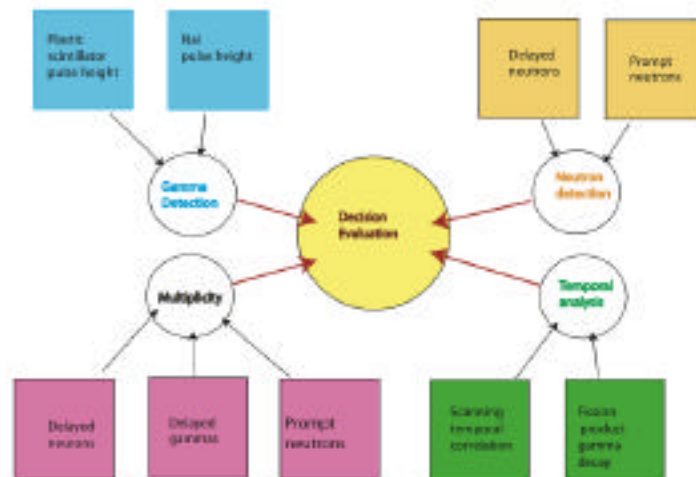 Plastic
scintillator
pulse height
NaI
pulse height
Delayed
neutrons
Prompt
neutrons
Gamma
Detection
Decision
Evaluation
Neutron
detection
Multiplicity
Temporal
analysis
Delayed
neurons
Delayed
gammas
Prompt
neutrons
Scanning
temporal
correlation
Fission
product
gamma
decay